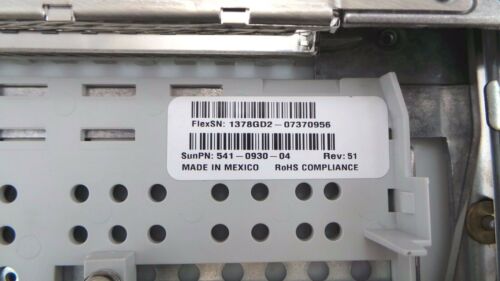 FlexSN: 1378GD2-07370956
SunPN: 541-0930-04 Rev: 51
MADE IN MEXICO RoHS COMPLIANCE